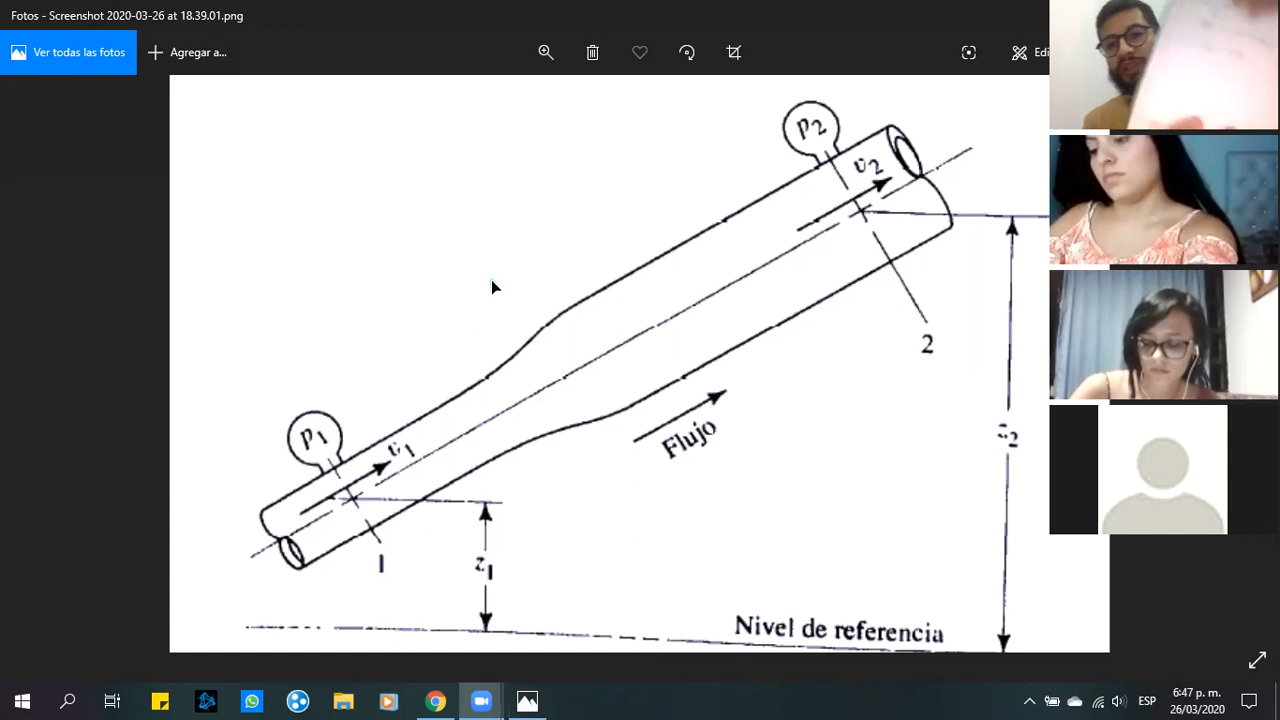 Fotos - Screenshot 2020-03-26 at 18.39.01.png
Ver todas las fotos
Agregar a...
Edi
p2
v2
2
z2
Flujo
p1
v1
1
z1
Nivel de referencia
ESP
6:47 p. m.
26/03/2020